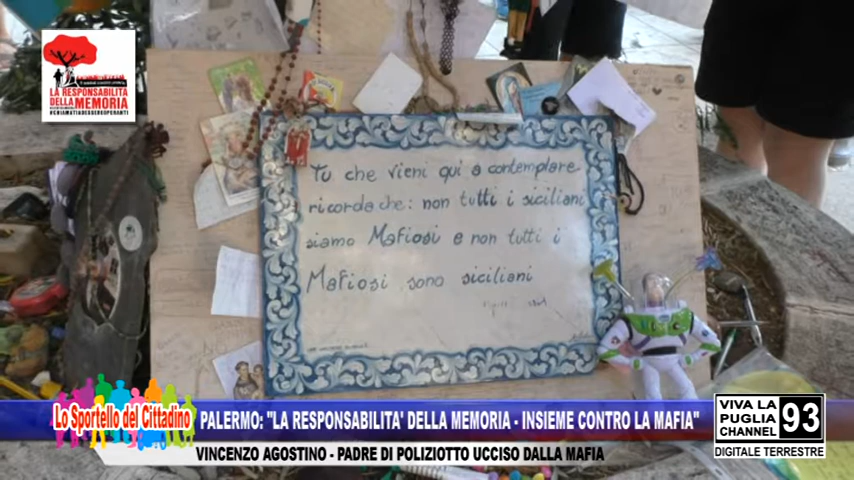 LA RESPONSABILITÀ
DELLA MEMORIA
#CHIAMATIADESSEREOPERANTI
Tu che vieni qui a contemplare
ricorda che: non tutti i siciliani
siamo Mafiosi e non tutti i
Mafiosi sono siciliani
Lo Sportello del Cittadino
PALERMO: "LA RESPONSABILITA' DELLA MEMORIA - INSIEME CONTRO LA MAFIA"
VINCENZO AGOSTINO - PADRE DI POLIZIOTTO UCCISO DALLA MAFIA
VIVA LA
PUGLIA
CHANNEL
93
DIGITALE TERRESTRE